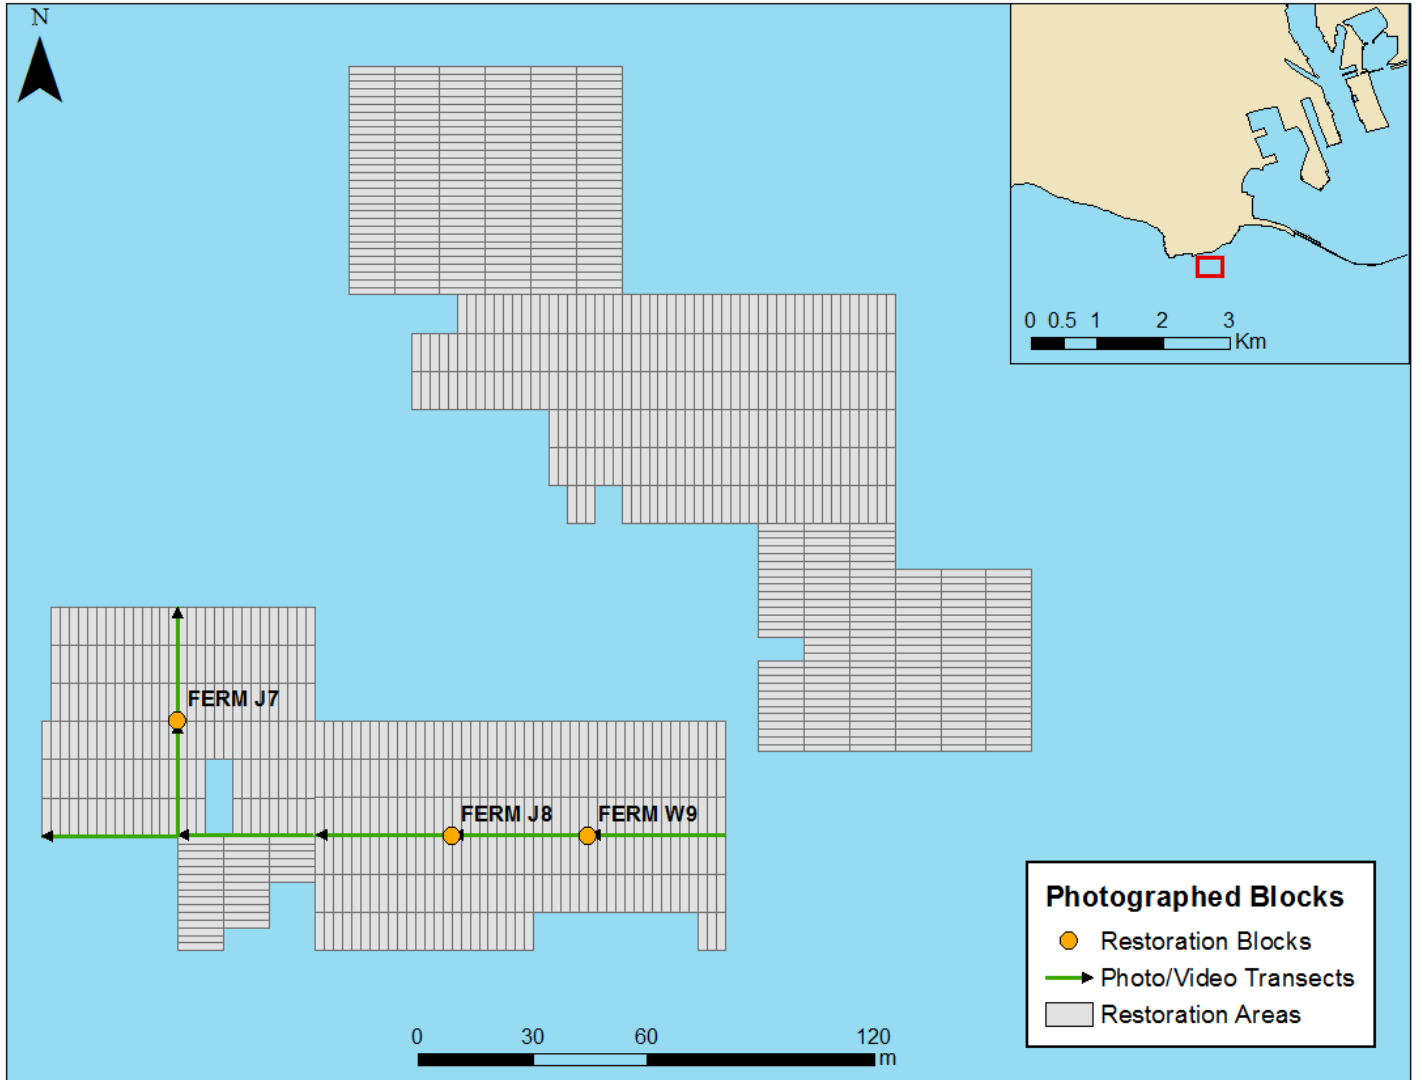 N
0 0.5 1 2 3
Km
FERM J7
FERM J8
FERM W9
Photographed Blocks
Restoration Blocks
Photo/Video Transects
Restoration Areas
0 30 60 120
m